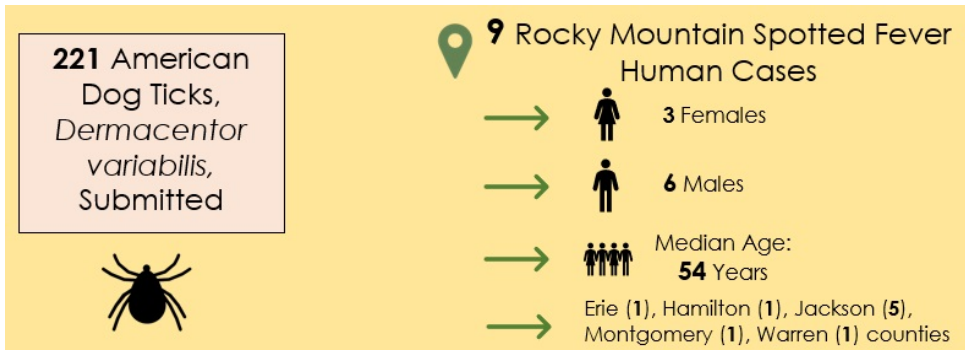 221 American
Dog Ticks,
Dermacentor
variabilis,
Submitted
9 Rocky Mountain Spotted Fever
Human Cases
3 Females
6 Males
Median Age:
54 Years
Erie (1), Hamilton (1), Jackson (5),
Montgomery (1), Warren (1) counties